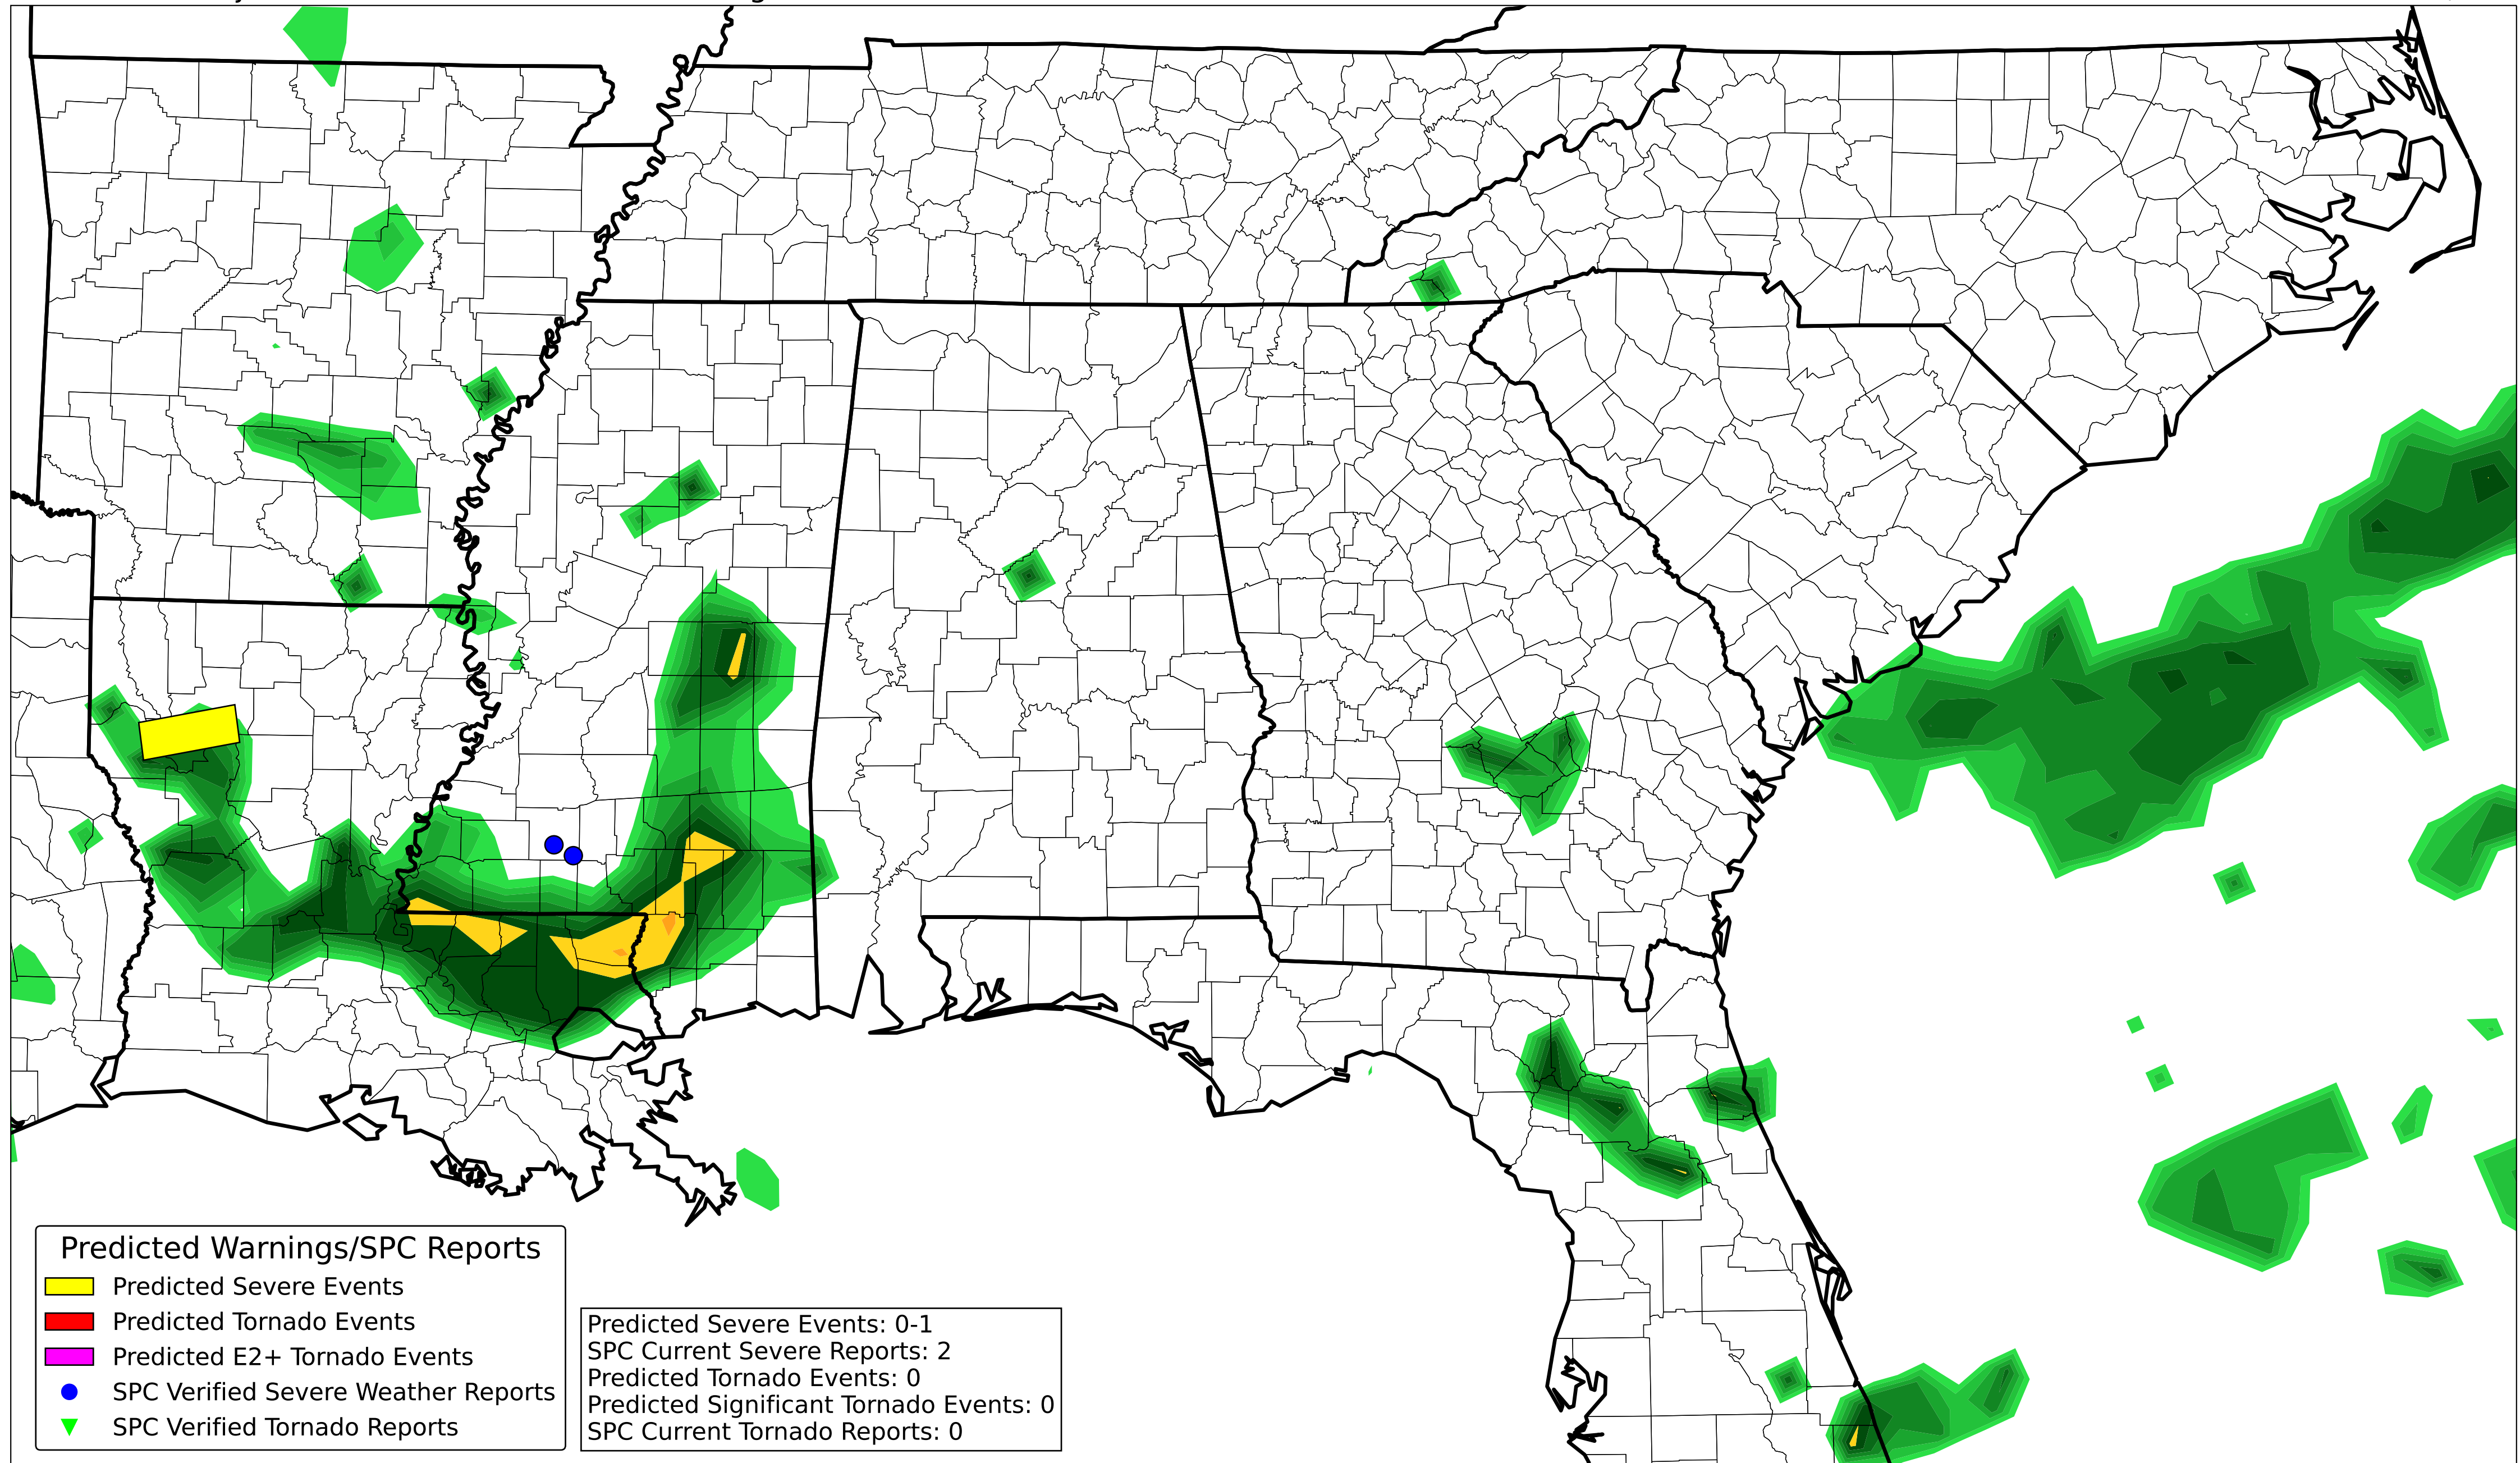 Predicted Warnings/SPC Reports
Predicted Severe Events
Predicted Tornado Events
Predicted E2+ Tornado Events
SPC Verified Severe Weather Reports
SPC Verified Tornado Reports
Predicted Severe Events: 0-1
SPC Current Severe Reports: 2
Predicted Tornado Events: 0
Predicted Significant Tornado Events: 0
SPC Current Tornado Reports: 0